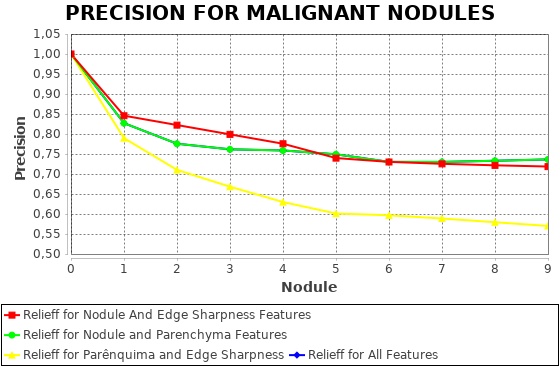 PRECISION FOR MALIGNANT NODULES
1,05
1,00
0,95
0,90
0,85
0,80
0,75
0,70
0,65
0,60
0,55
0,50
Precision
0 1 2 3 4 5 6 7 8 9
Nodule
Relieff for Nodule And Edge Sharpness Features
Relieff for Nodule and Parenchyma Features
Relieff for Parênquima and Edge Sharpness Relieff for All Features